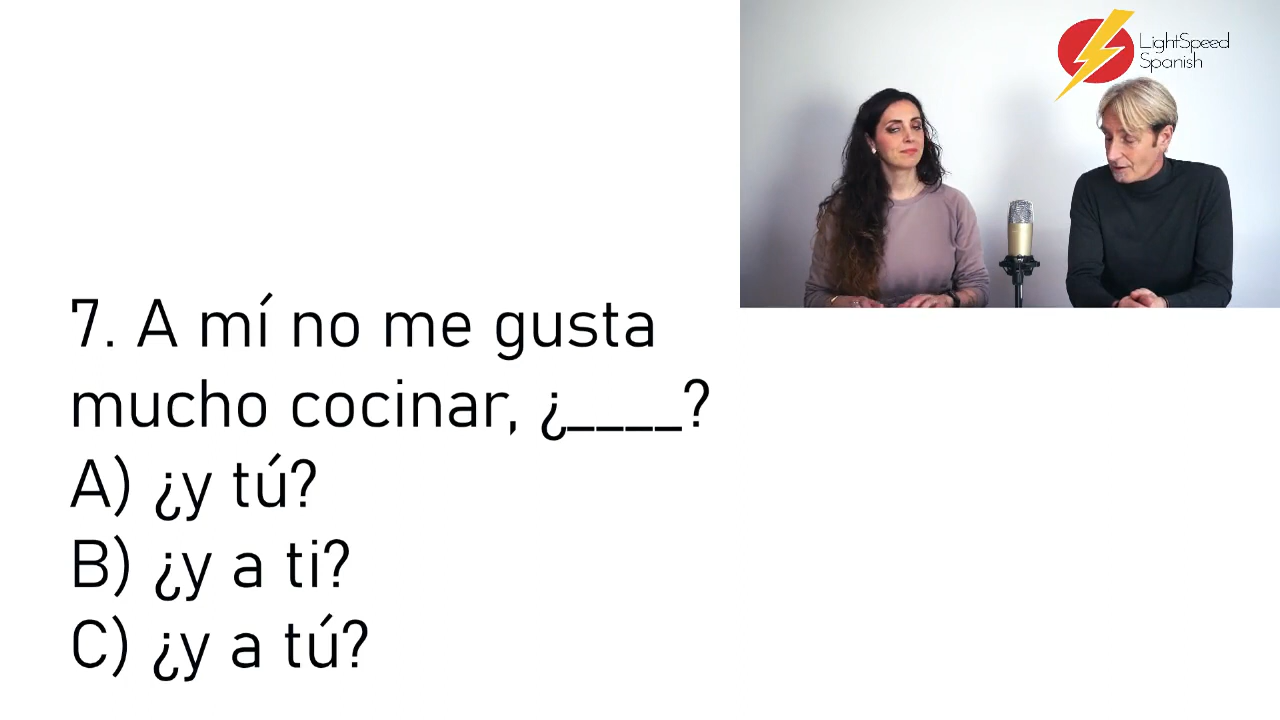 LightSpeed
Spanish
7. A mí no me gusta
mucho cocinar, ¿____?
A) ¿y tú?
B) ¿y a ti?
C) ¿y a tú?